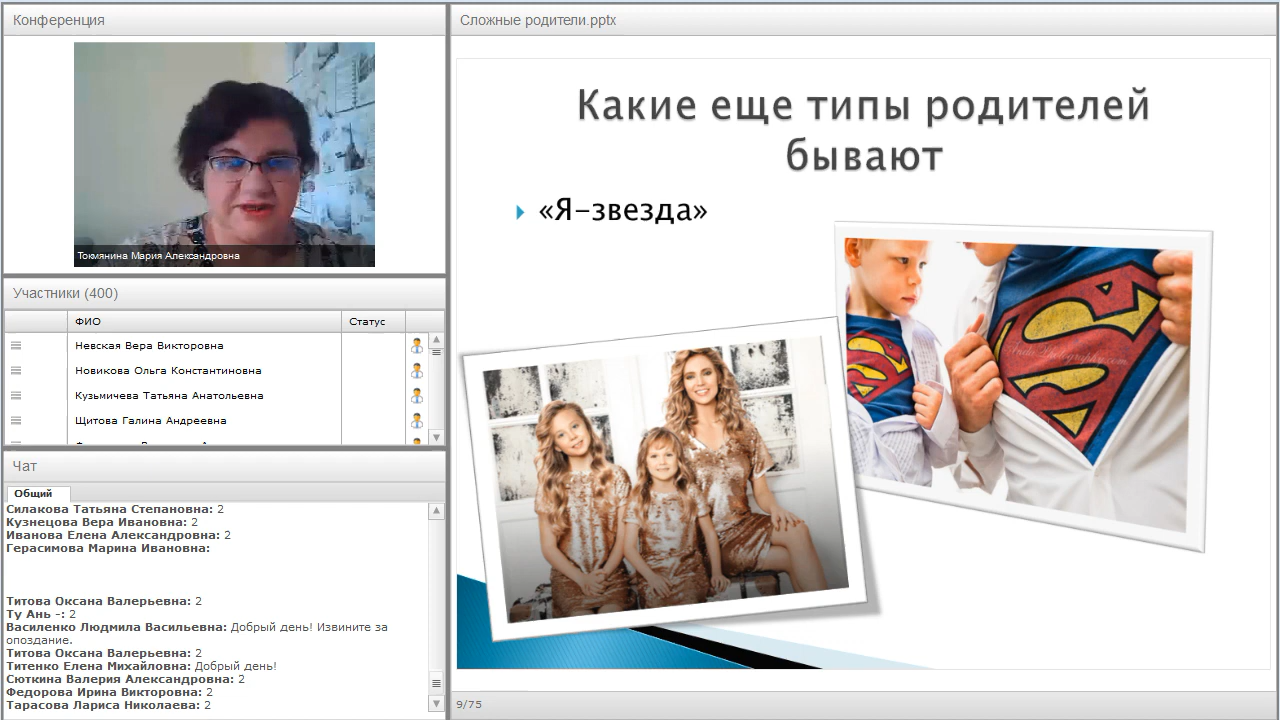 Конференция
Токмянина Мария Александровна
Участники (400)
ФИО Статус
Невская Вера Викторовна
Новикова Ольга Константиновна
Кузьмичева Татьяна Анатольевна
Щитова Галина Андреевна
Чат
Общий
Силакова Татьяна Степановна: 2
Кузнецова Вера Ивановна: 2
Иванова Елена Александровна: 2
Герасимова Марина Ивановна:
Титова Оксана Валерьевна: 2
Ту Ань -: 2
Василенко Людмила Васильевна: Добрый день! Извините за
опоздание.
Титова Оксана Валерьевна: 2
Титенко Елена Михайловна: Добрый день!
Сюткина Валерия Александровна: 2
Федорова Ирина Викторовна: 2
Тарасова Лариса Николаева: 2
Сложные родители.pptx
Какие еще типы родителей
бывают
«Я-звезда»
9/75